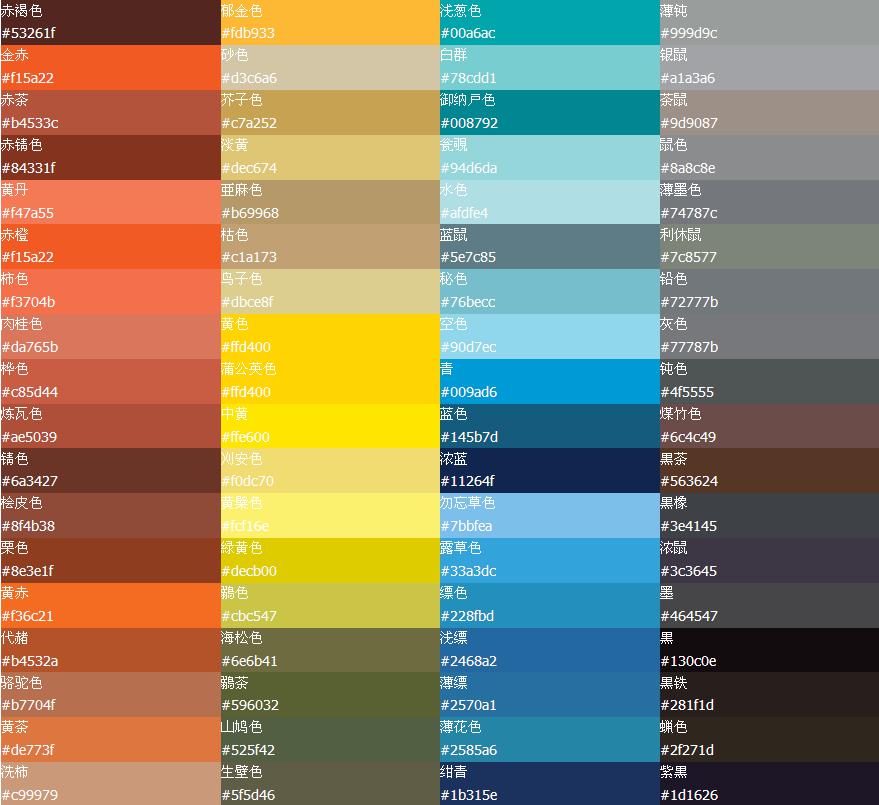 赤褐色
#53261f
郁金色
#fdb933
浅葱色
#00a6ac
薄钝
#999d9c
金赤
#f15a22
砂色
#d3c6a6
白群
#78cdd1
银鼠
#a1a3a6
赤茶
#b4533c
芥子色
#c7a252
御纳戸色
#008792
茶鼠
#9d9087
赤锖色
#84331f
淡黄
#dec674
瓮覗
#94d6da
鼠色
#8a8c8e
黄丹
#f47a55
亜麻色
#b69968
水色
#afdfe4
薄墨色
#74787c
赤橙
#f15a22
枯色
#c1a173
蓝鼠
#5e7c85
利休鼠
#7c8577
柿色
#f3704b
鸟子色
#dbce8f
秘色
#76becc
铅色
#72777b
肉桂色
#da765b
黄色
#ffd400
空色
#90d7ec
灰色
#77787b
桦色
#c85d44
蒲公英色
#ffd400
青
#009ad6
钝色
#4f5555
炼瓦色
#ae5039
中黄
#ffe600
蓝色
#145b7d
煤竹色
#6c4c49
锖色
#6a3427
刈安色
#f0dc70
浓蓝
#11264f
黒茶
#563624
桧皮色
#8f4b38
黄檗色
#fcf16e
勿忘草色
#7bbfea
黒橡
#3e4145
栗色
#8e3e1f
緑黄色
#decb00
露草色
#33a3dc
浓鼠
#3c3645
黄赤
#f36c21
鶸色
#cbc547
缥色
#228fbd
墨
#464547
代赭
#b4532a
海松色
#6e6b41
浅缥
#2468a2
黒
#130c0e
骆驼色
#b7704f
鶸茶
#596032
薄缥
#2570a1
黒铁
#281f1d
黄茶
#de773f
山鸠色
#525f42
薄花色
#2585a6
蝋色
#2f271d
洗柿
#c99979
生壁色
#5f5d46
绀青
#1b315e
紫黒
#1d1626